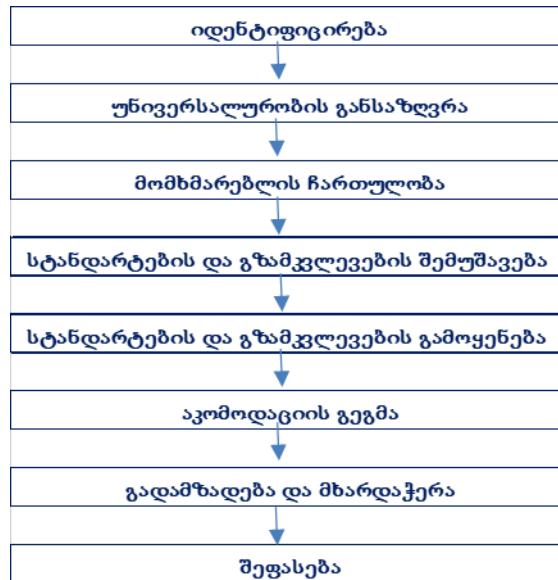 იდენტიფიცირება
უნივერსალურობის განსაზღვრა
მომხმარებლის ჩართულობა
სტანდარტების და გზამკვლევების შემუშავება
სტანდარტების და გზამკვლევების გამოყენება
აკომოდაციის გეგმა
გადამზადება და მხარდაჭერა
შეფასება